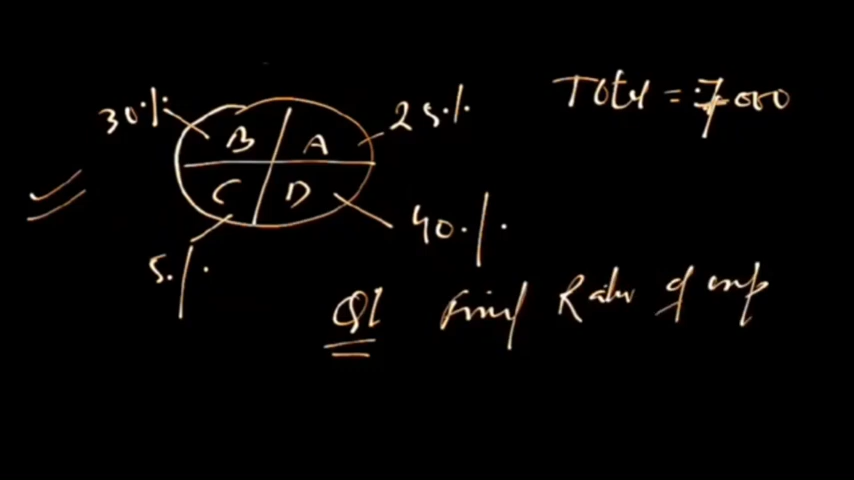 Total = 7000
30% B A 25%
C D 40%
5%
Q1 Find Ratio of emp